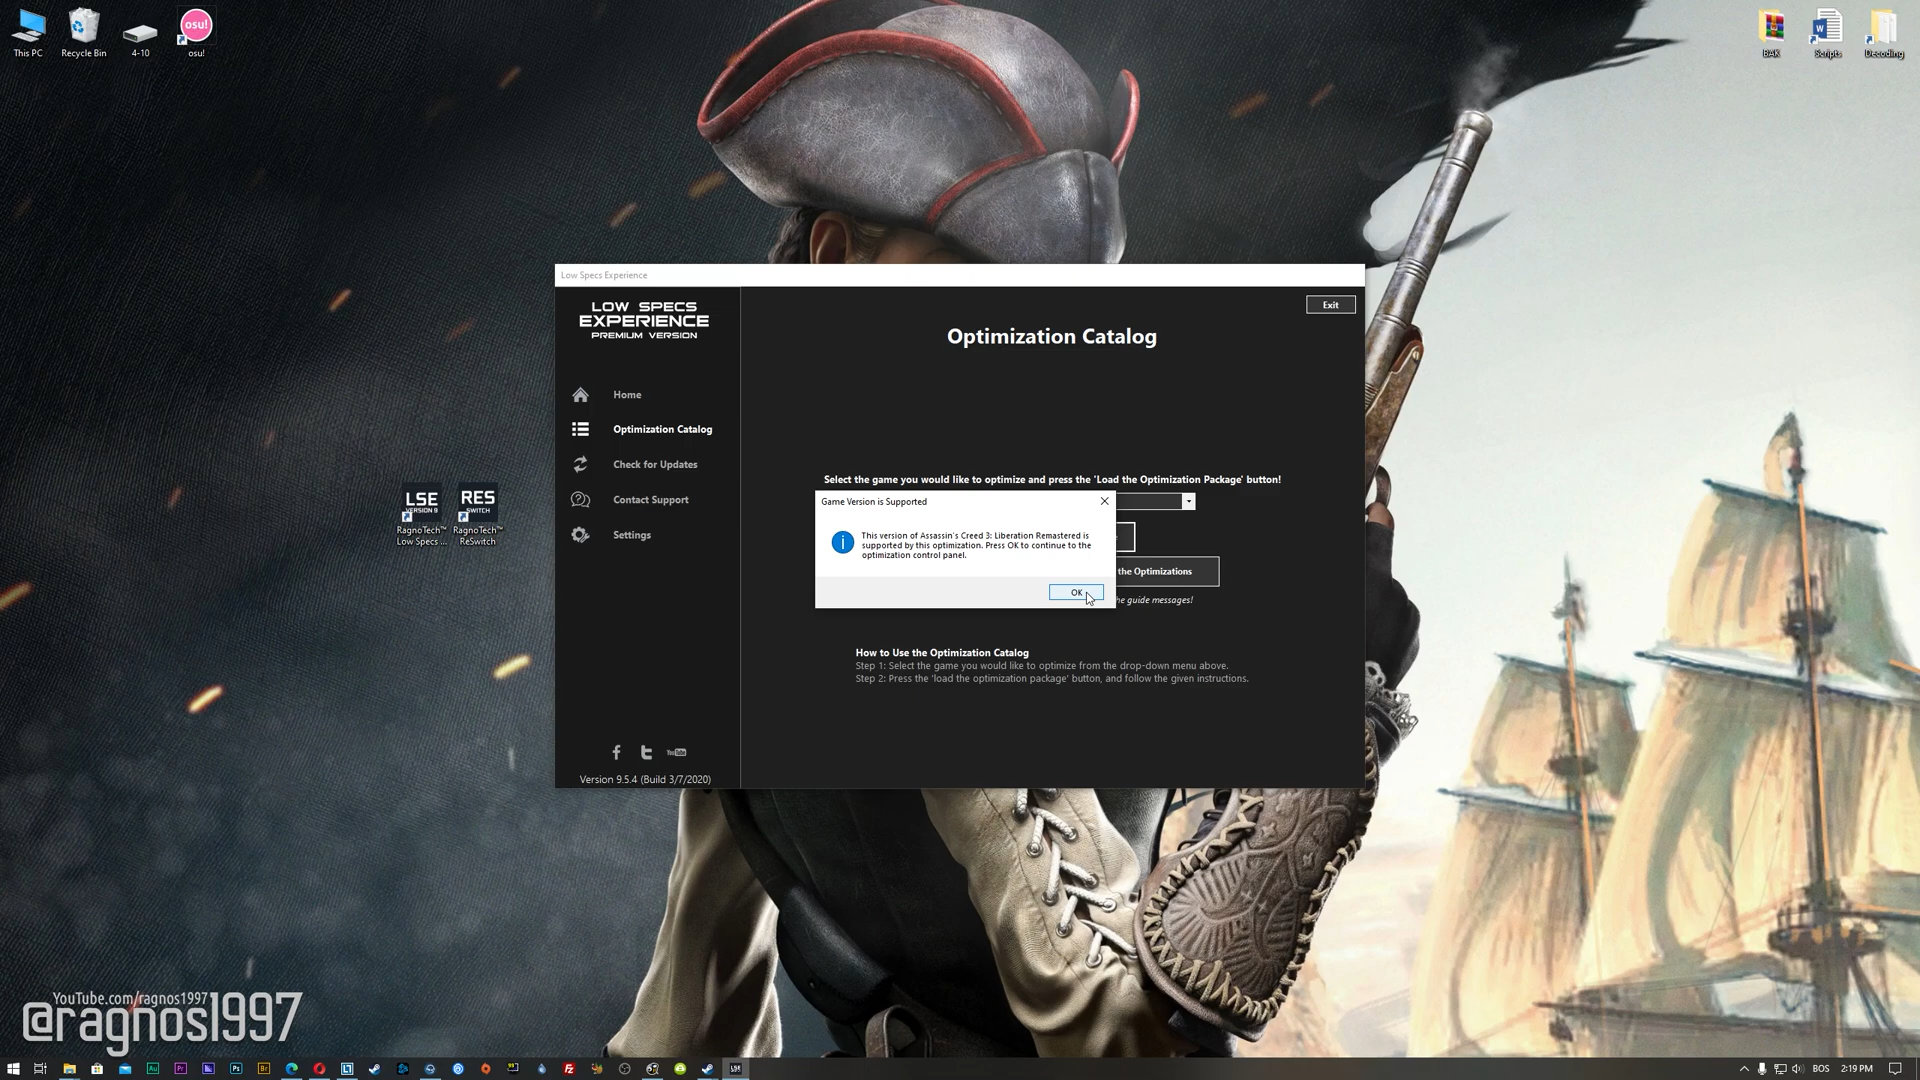 This PC
Recycle Bin
4-10
osu!
osu!
BAK
Scripts
Decoding
Low Specs Experience
LOW SPECS
EXPERIENCE
PREMIUM VERSION
Exit
Optimization Catalog
Home
Optimization Catalog
Check for Updates
Contact Support
Settings
LSE
VERSION 9
RagnoTech™
Low Specs ...
RES
SWITCH
RagnoTech™
ReSwitch
Select the game you would like to optimize and press the 'Load the Optimization Package' button!
Game Version is Supported
This version of Assassin's Creed 3: Liberation Remastered is
supported by this optimization. Press OK to continue to the
optimization control panel.
OK
the Optimizations
he guide messages!
How to Use the Optimization Catalog
Step 1: Select the game you would like to optimize from the drop-down menu above.
Step 2: Press the 'load the optimization package' button, and follow the given instructions.
Version 9.5.4 (Build 3/7/2020)
YouTube.com/ragnos1997
@ragnos1997
BOS
2:19 PM